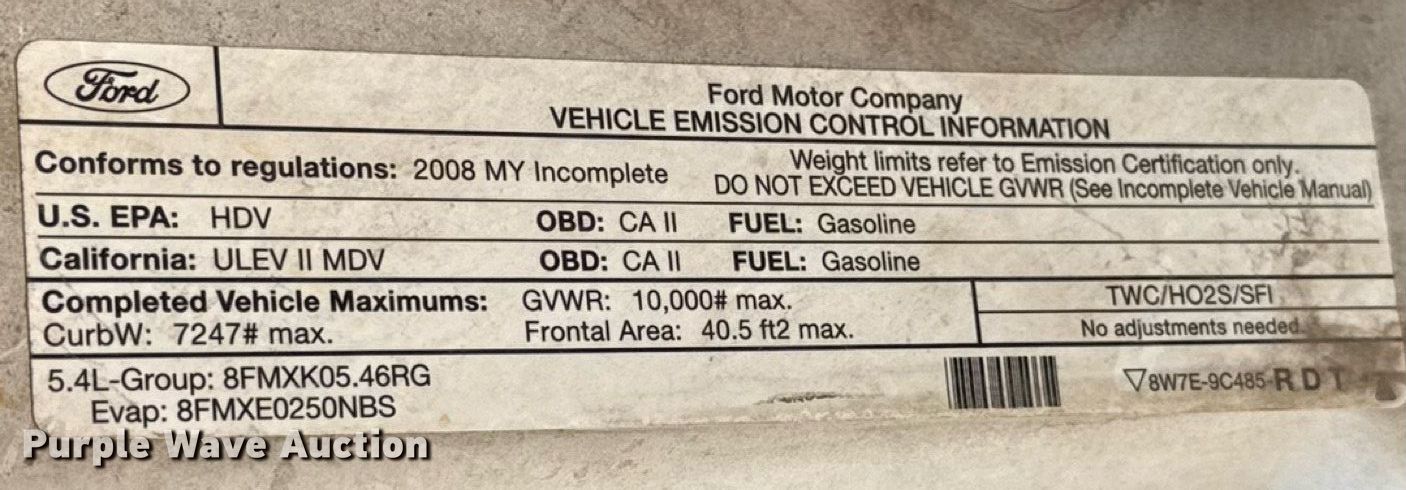 Ford
Ford Motor Company
VEHICLE EMISSION CONTROL INFORMATION
Conforms to regulations: 2008 MY Incomplete
Weight limits refer to Emission Certification only.
DO NOT EXCEED VEHICLE GVWR (See Incomplete Vehicle Manual)
U.S. EPA: HDV OBD: CA II FUEL: Gasoline
California: ULEV II MDV OBD: CA II FUEL: Gasoline
Completed Vehicle Maximums: GVWR: 10,000# max.
CurbW: 7247# max. Frontal Area: 40.5 ft2 max.
TWC/HO2S/SFI
No adjustments needed.
5.4L-Group: 8FMXK05.46RG
Evap: 8FMXE0250NBS
▽8W7E-9C485-R D T
Purple Wave Auction